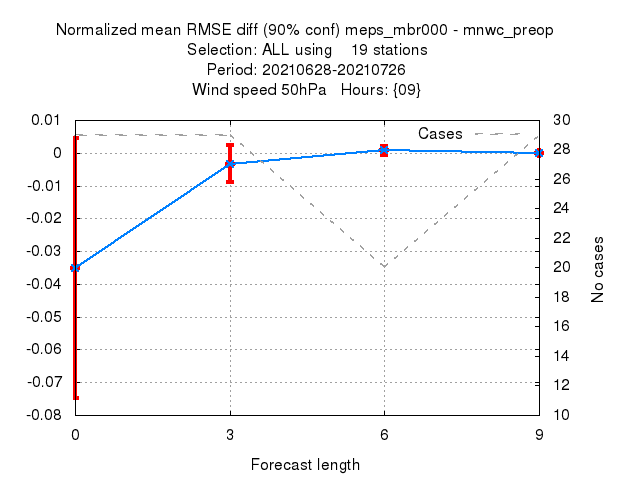 Normalized mean RMSE diff (90% conf) meps_mbr000 - mnwc_preop
Selection: ALL using 19 stations
Period: 20210628-20210726
Wind speed 50hPa Hours: {09}
Cases
0.01
0
-0.01
-0.02
-0.03
-0.04
-0.05
-0.06
-0.07
-0.08
30
28
26
24
22
20
18
16
14
12
10
No cases
0 3 6 9
Forecast length